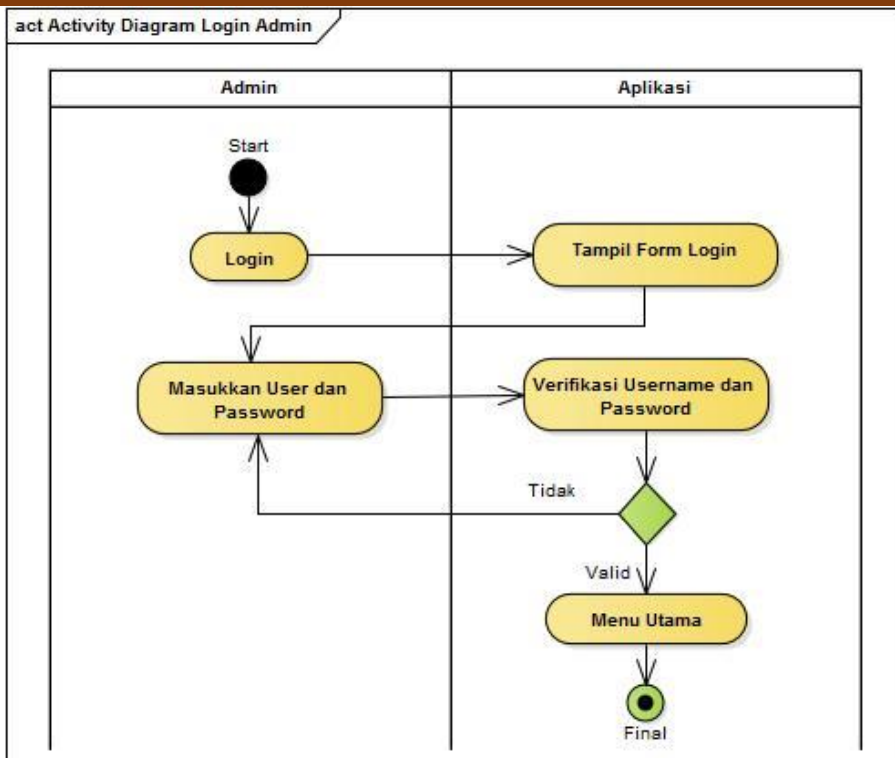 act Activity Diagram Login Admin
Admin
Aplikasi
Start
Login
Tampil Form Login
Masukkan User dan
Password
Verifikasi Username dan
Password
Tidak
Valid
Menu Utama
Final